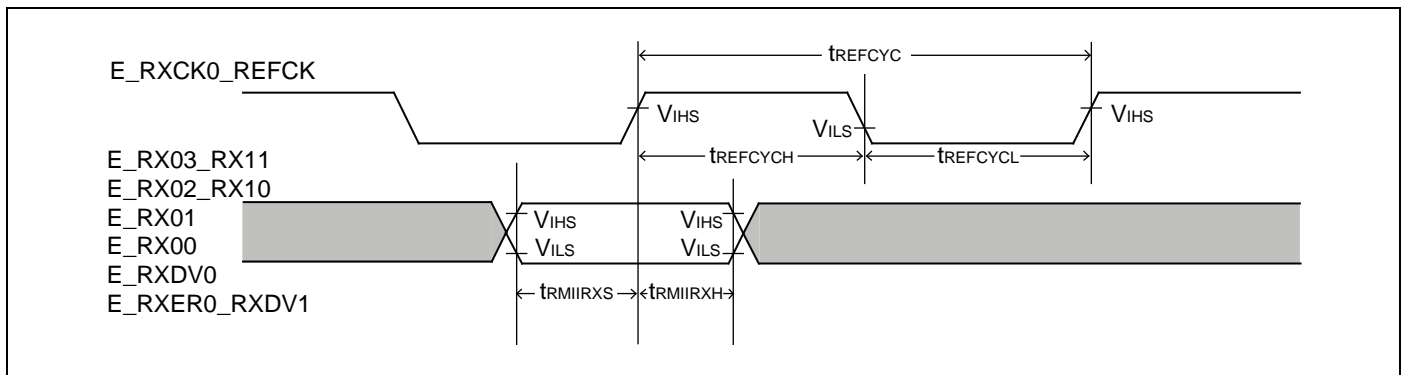 tREFCYC
E_RXCK0_REFCK
VIHS
VILS
VIHS
tREFCYCH
tREFCYCL
E_RX03_RX11
E_RX02_RX10
E_RX01
E_RX00
E_RXDV0
E_RXER0_RXDV1
VIHS
VILS
VIHS
VILS
tRMIIRXS
tRMIIRXH